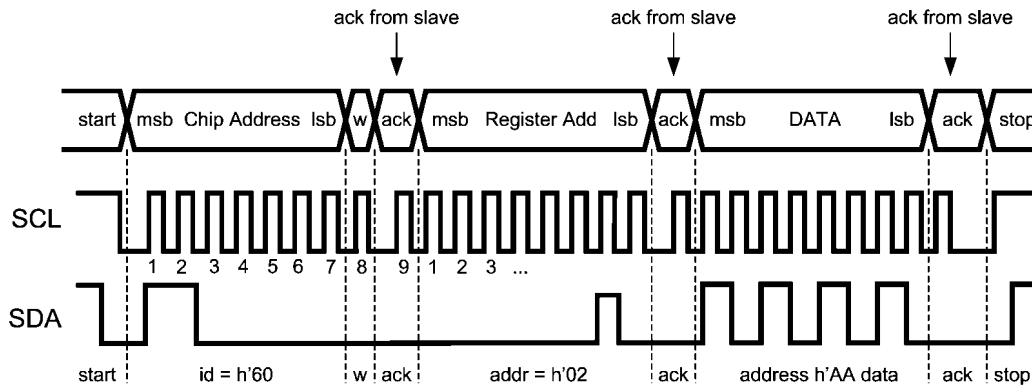 ack from slave ack from slave ack from slave
start msb Chip Address lsb w ack msb Register Add lsb ack msb DATA lsb ack stop
SCL
1 2 3 4 5 6 7 8 9 1 2 3 ...
SDA
start id = h'60 w ack addr = h'02 ack address h'AA data ack stop